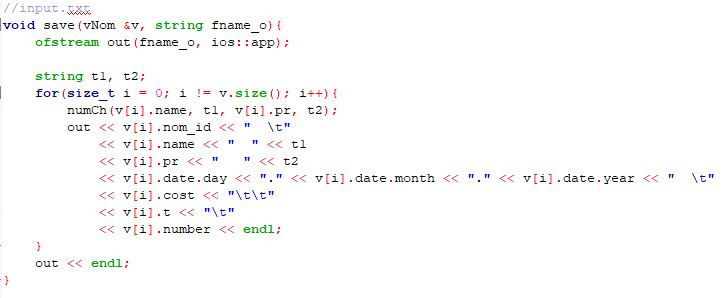 //input.txt
void save(vNom &v, string fname_o){
    ofstream out(fname_o, ios::app);

    string t1, t2;
    for(size_t i = 0; i != v.size(); i++){
        numCh(v[i].name, t1, v[i].pr, t2);
        out << v[i].nom_id << "  \t"
            << v[i].name << "  " << t1
            << v[i].pr << "   " << t2
            << v[i].date.day << "." << v[i].date.month << "." << v[i].date.year << "  \t"
            << v[i].cost << "\t\t"
            << v[i].t << "\t"
            << v[i].number << endl;
    }
    out << endl;
}